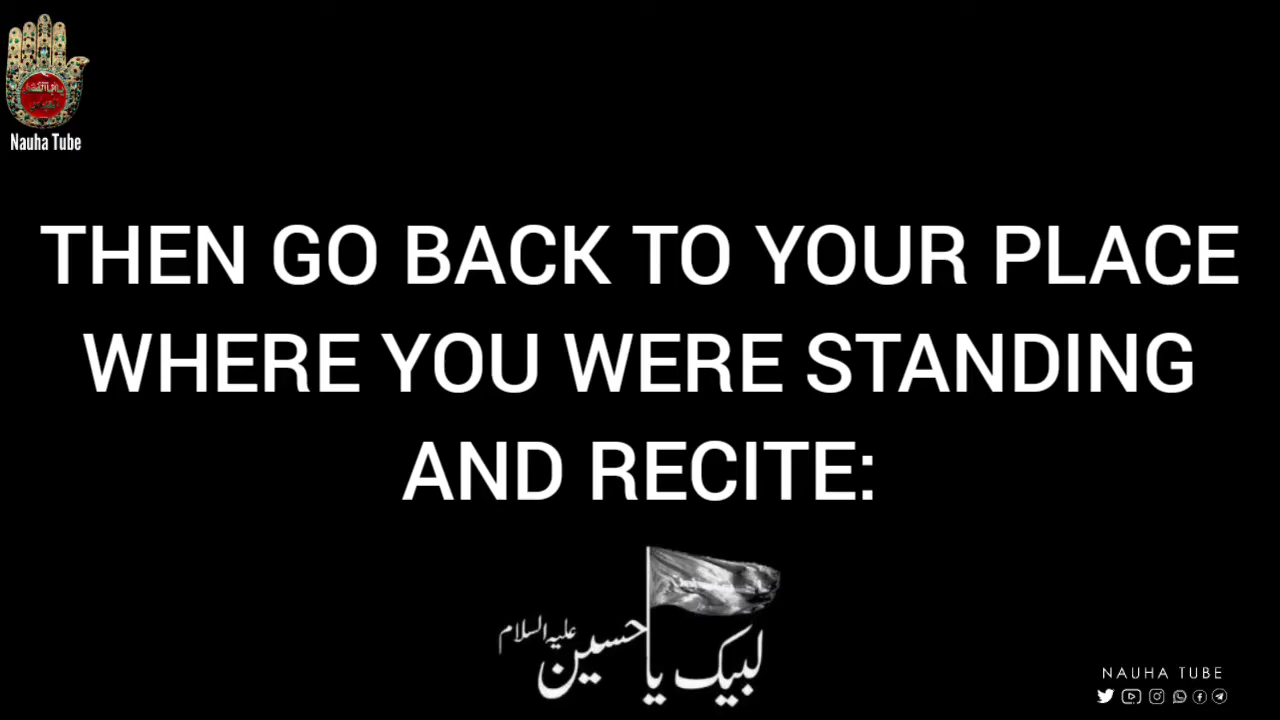 Nauha Tube
THEN GO BACK TO YOUR PLACE
WHERE YOU WERE STANDING
AND RECITE:
لبیک یا حسین علیہ السلام
NAUHA TUBE